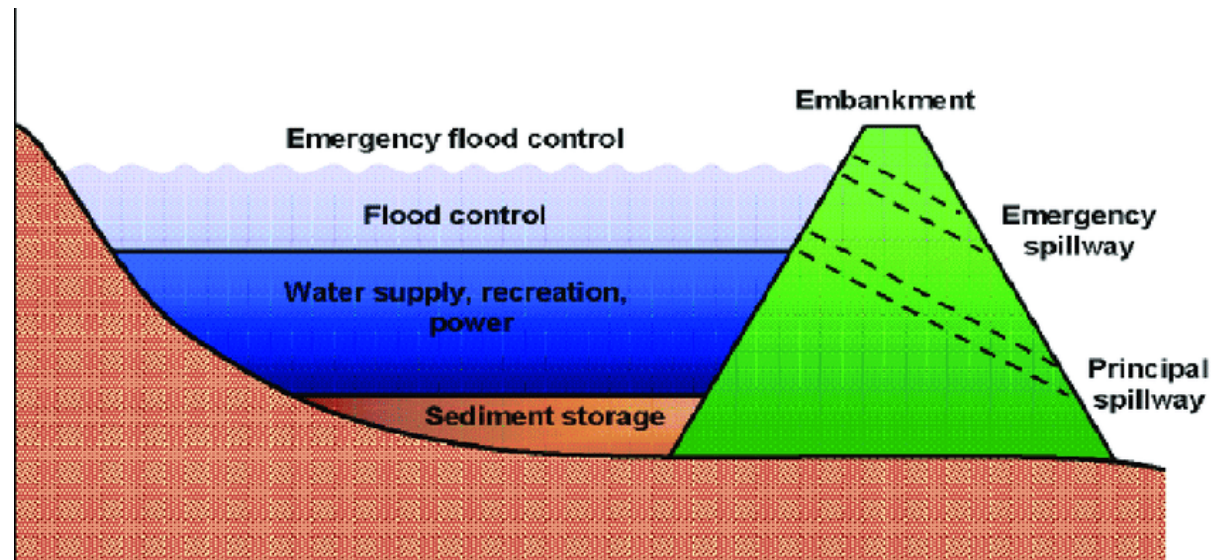 Embankment
Emergency flood control
Flood control
Emergency
spillway
Water supply, recreation,
power
Principal
spillway
Sediment storage